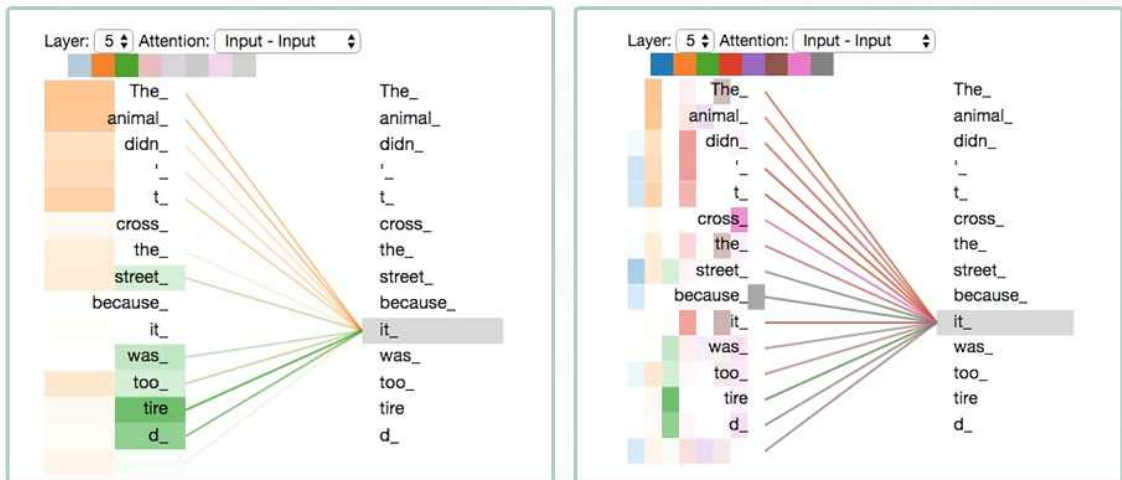 Layer: 5 Attention: Input - Input
The_ The_
animal_ animal_
didn_ didn_
'_ '_
t_ t_
cross_ cross_
the_ the_
street_ street_
because_ because_
it_ it_
was_ was_
too_ too_
tire tire
d_ d_
Layer: 5 Attention: Input - Input
The_ The_
animal_ animal_
didn_ didn_
'_ '_
t_ t_
cross_ cross_
the_ the_
street_ street_
because_ because_
it_ it_
was_ was_
too_ too_
tire tire
d_ d_